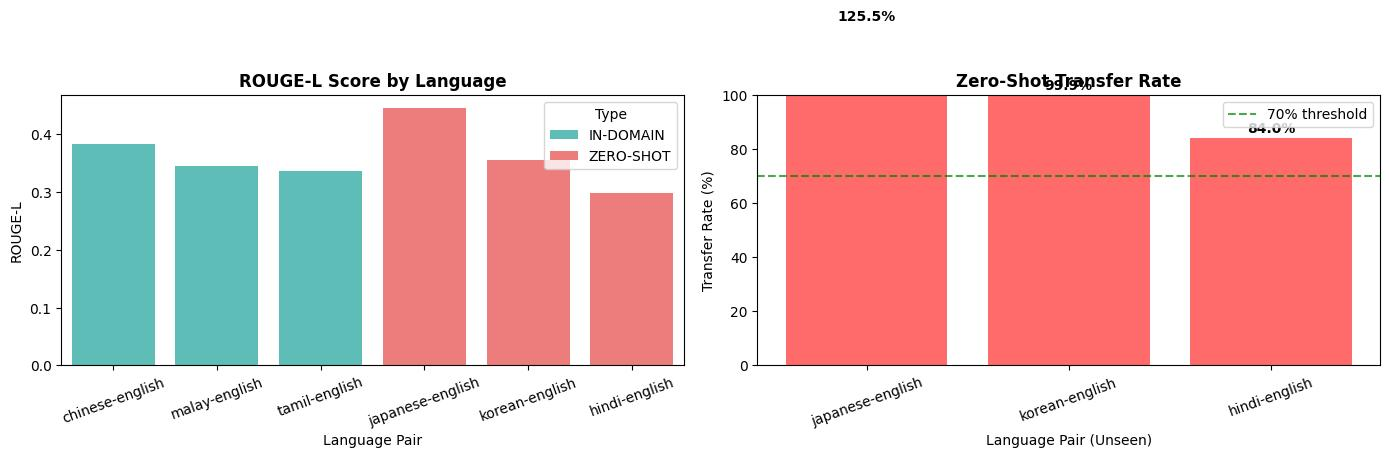 125.5%
ROUGE-L Score by Language
Zero-Shot Transfer Rate
99.9%
Type
IN-DOMAIN
ZERO-SHOT
0.4
0.3
0.2
0.1
0.0
ROUGE-L
chinese-english
malay-english
tamil-english
japanese-english
korean-english
hindi-english
Language Pair
100
80
60
40
20
0
Transfer Rate (%)
70% threshold
84.0%
japanese-english
korean-english
hindi-english
Language Pair (Unseen)